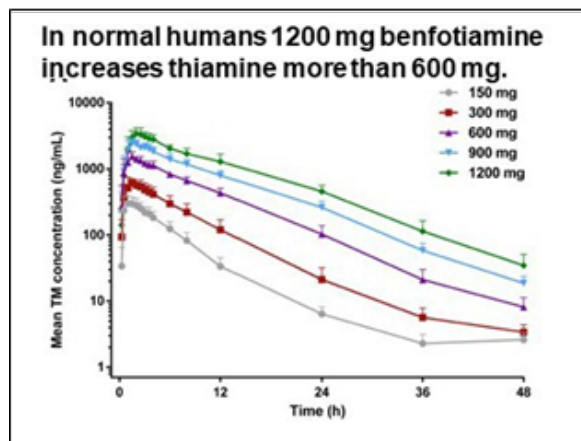 In normal humans 1200 mg benfotiamine
increases thiamine more than 600 mg.
150 mg
300 mg
600 mg
900 mg
1200 mg
Mean TM concentration (ng/mL)
10000
1000
100
10
1
0
12
24
36
48
Time (h)